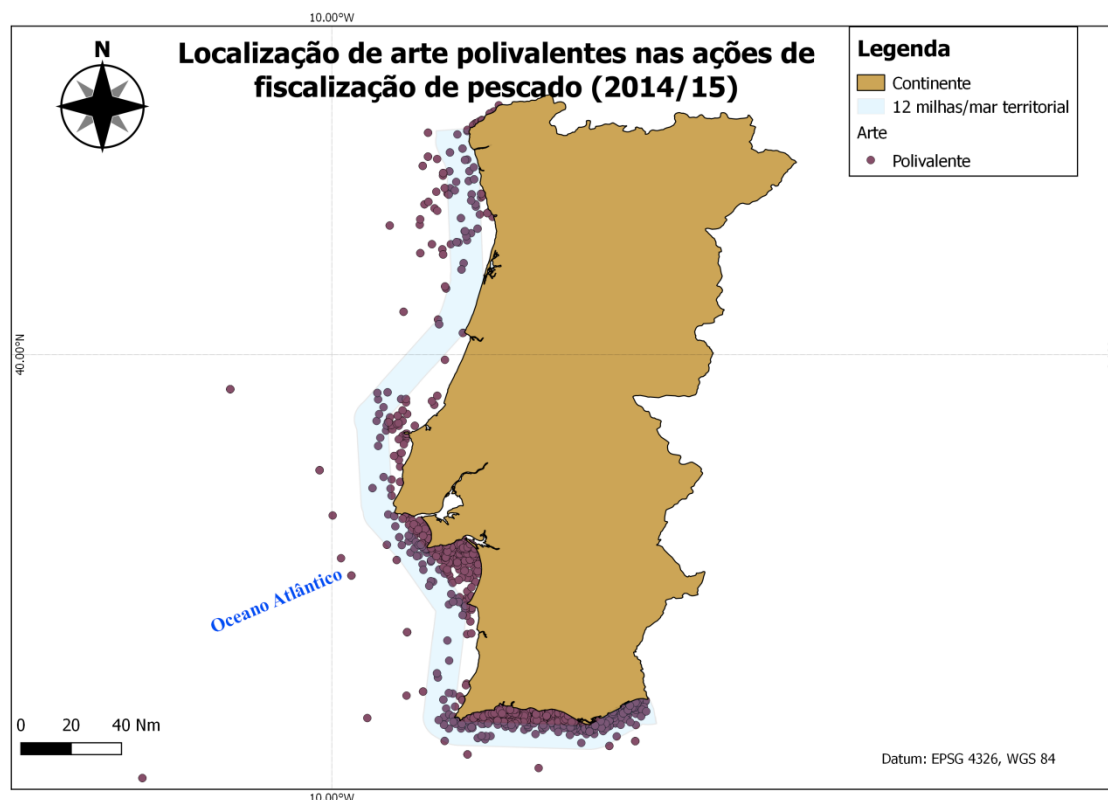 10.00°W
N
Localização de arte polivalentes nas ações de
fiscalização de pescado (2014/15)
Legenda
Continente
12 milhas/mar territorial
Arte
Polivalente
40.00°N
Oceano Atlântico
0 20 40 Nm
Datum: EPSG 4326, WGS 84
10.00°W